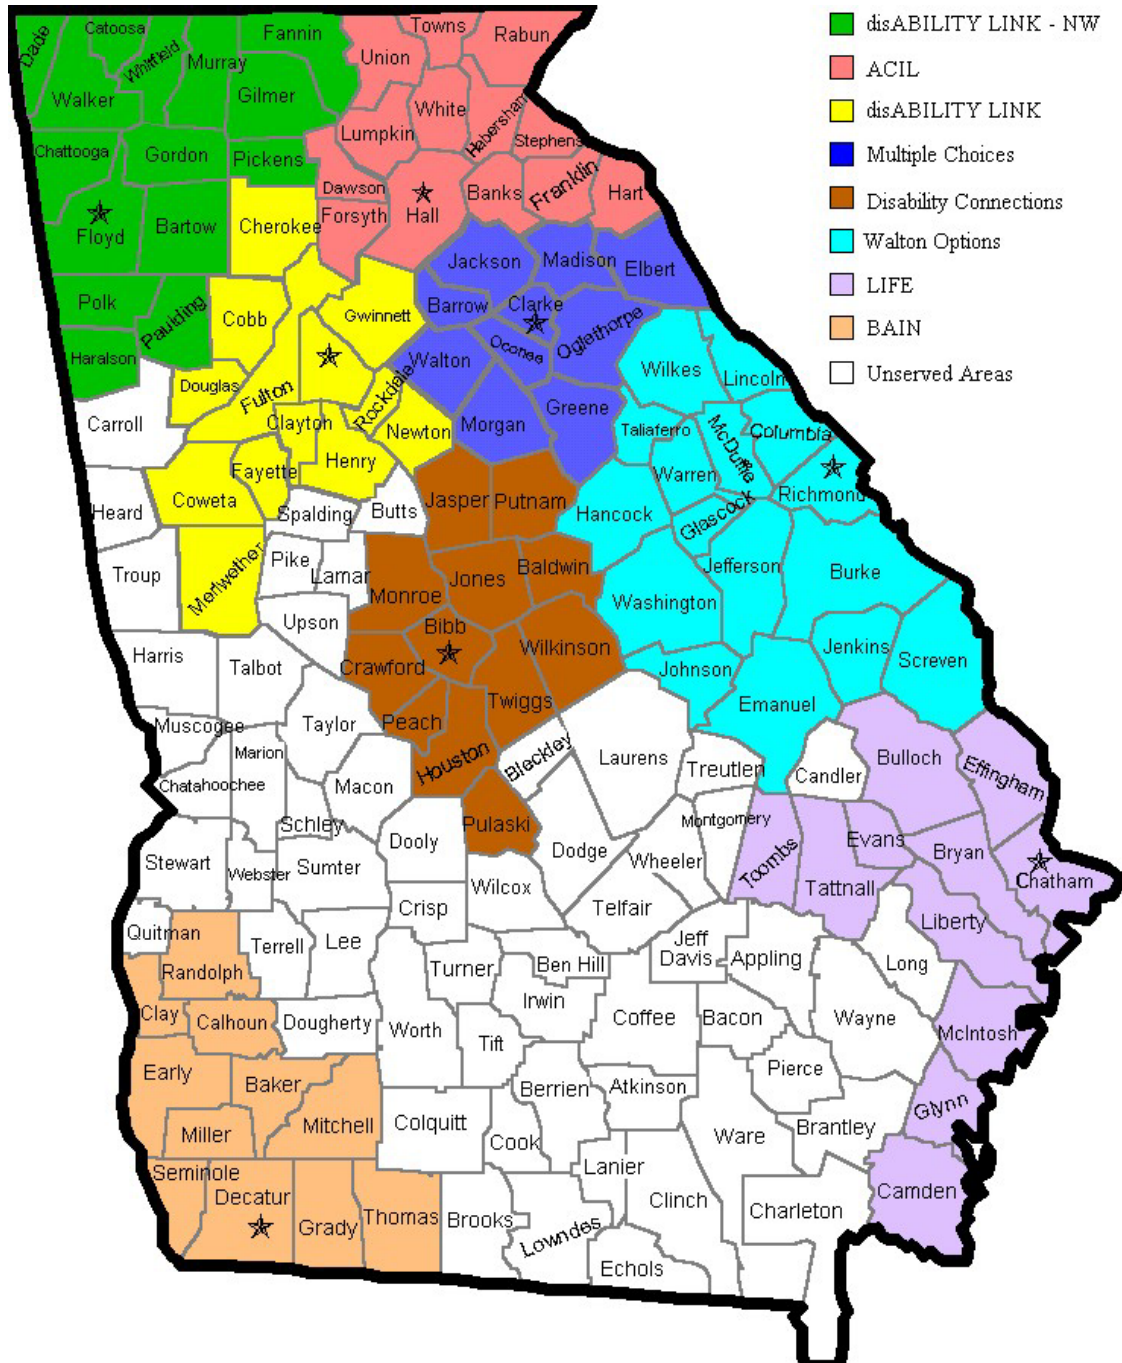 disABILITY LINK - NW
ACIL
disABILITY LINK
Multiple Choices
Disability Connections
Walton Options
LIFE
BAIN
Unserved Areas
Dade
Catoosa
Whitfield
Murray
Fannin
Union
Towns
Rabun
Walker
Gilmer
White
Lumpkin
Habersham
Stephens
Chattooga
Gordon
Pickens
Dawson
Banks
Franklin
Hart
Floyd
Bartow
Cherokee
Forsyth
Hall
Jackson
Madison
Elbert
Polk
Paulding
Cobb
Gwinnett
Barrow
Clarke
Haralson
Douglas
Fulton
Rockdale
Walton
Oconee
Oglethorpe
Wilkes
Lincoln
Carroll
Clayton
Newton
Morgan
Greene
Taliaferro
McDuffie
Columbia
Fayette
Henry
Coweta
Warren
Richmond
Heard
Spalding
Butts
Jasper
Putnam
Hancock
Glascock
Troup
Meriwether
Pike
Lamar
Monroe
Jones
Baldwin
Jefferson
Burke
Washington
Upson
Bibb
Wilkinson
Harris
Talbot
Crawford
Johnson
Jenkins
Screven
Twiggs
Emanuel
Muscogee
Taylor
Peach
Marion
Houston
Bleckley
Laurens
Treutlen
Candler
Bulloch
Effingham
Chatahoochee
Macon
Schley
Pulaski
Montgomery
Dooly
Dodge
Wheeler
Toombs
Evans
Bryan
Chatham
Stewart
Webster
Sumter
Wilcox
Tattnall
Crisp
Telfair
Liberty
Quitman
Terrell
Lee
Jeff
Davis
Appling
Long
Randolph
Turner
Ben Hill
Irwin
Clay
Calhoun
Dougherty
Worth
Tift
Coffee
Bacon
Wayne
McIntosh
Early
Baker
Berrien
Atkinson
Pierce
Glynn
Miller
Mitchell
Colquitt
Cook
Ware
Brantley
Seminole
Decatur
Lanier
Clinch
Camden
Grady
Thomas
Brooks
Lowndes
Charleton
Echols